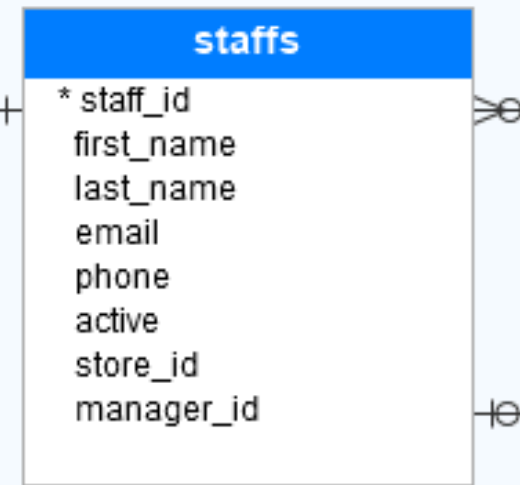 staffs
* staff_id
first_name
last_name
email
phone
active
store_id
manager_id